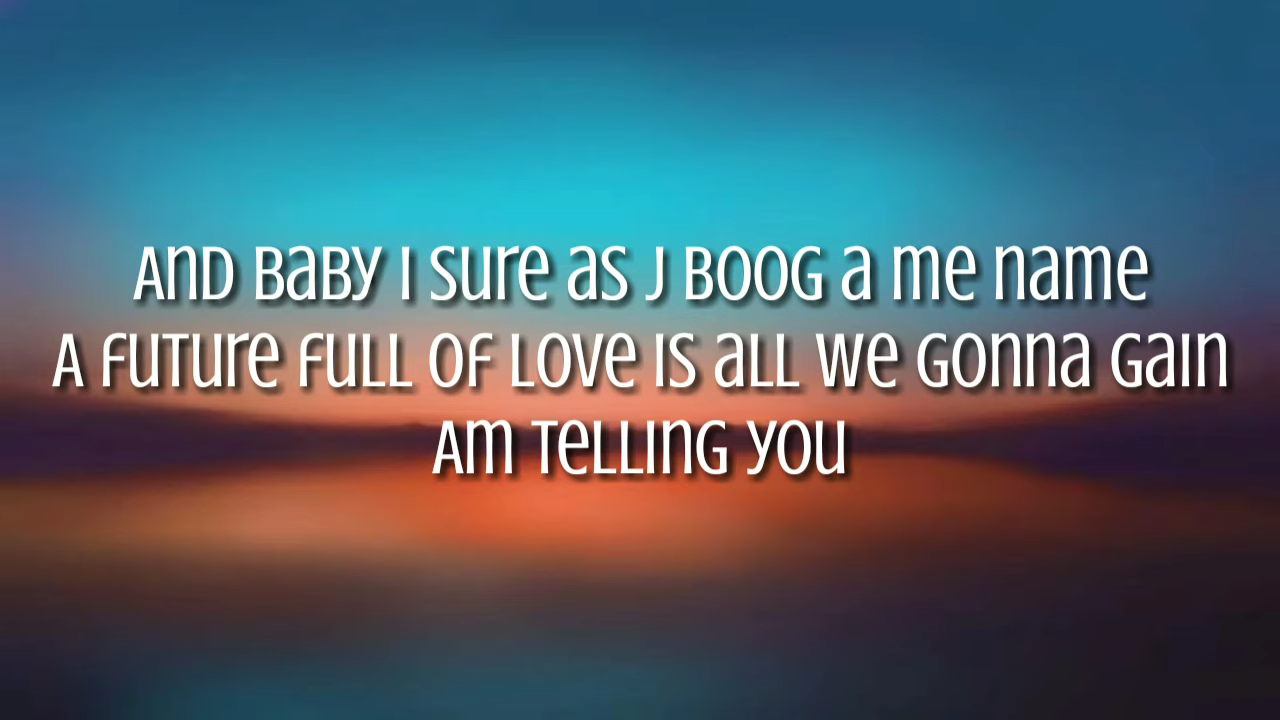 And baby I sure as J Boog a me name
A future full of love is all we gonna gain
Am telling you